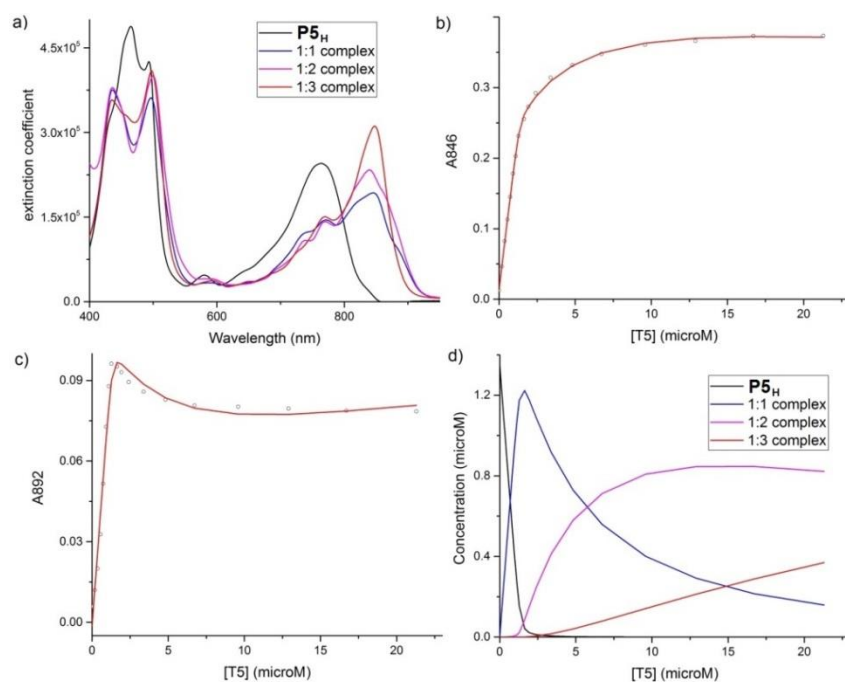 a)
P5H
1:1 complex
1:2 complex
1:3 complex
4.5x10⁵
3.0x10⁵
1.5x10⁵
0.0
extinction coefficient
400 500 600 700 800
Wavelength (nm)
b)
0.3
0.2
0.1
0.0
A846
0 5 10 15 20
[T5] (microM)
c)
0.09
0.06
0.03
0.00
A892
0 5 10 15 20
[T5] (microM)
d)
P5H
1:1 complex
1:2 complex
1:3 complex
1.2
0.8
0.4
0.0
Concentration (microM)
0 5 10 15 20
[T5] (microM)